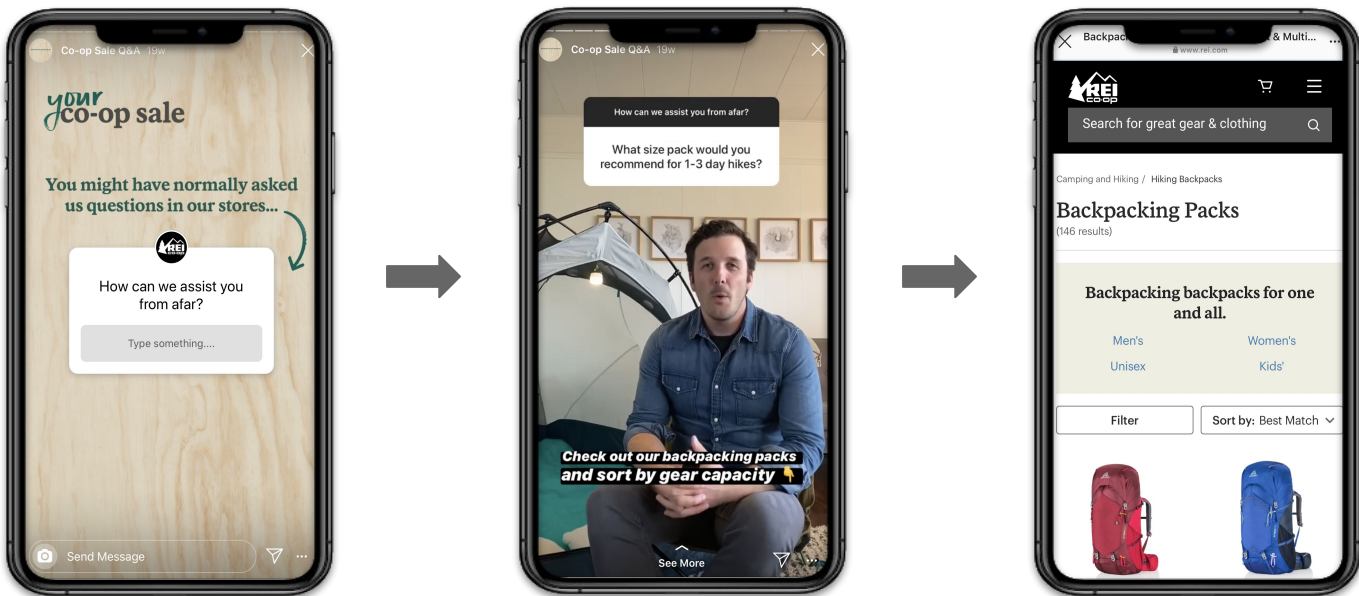 Co-op Sale Q&A 19w
your
co-op sale
You might have normally asked
us questions in our stores...
REI
CO-OP
How can we assist you
from afar?
Type something....
Send Message
Co-op Sale Q&A 19w
How can we assist you from afar?
What size pack would you
recommend for 1-3 day hikes?
Check out our backpacking packs
and sort by gear capacity 👇
See More
& Multi...
www.rei.com
REI
CO-OP
Search for great gear & clothing
Camping and Hiking / Hiking Backpacks
Backpacking Packs
(146 results)
Backpacking backpacks for one
and all.
Men's Women's
Unisex Kids'
Filter Sort by: Best Match